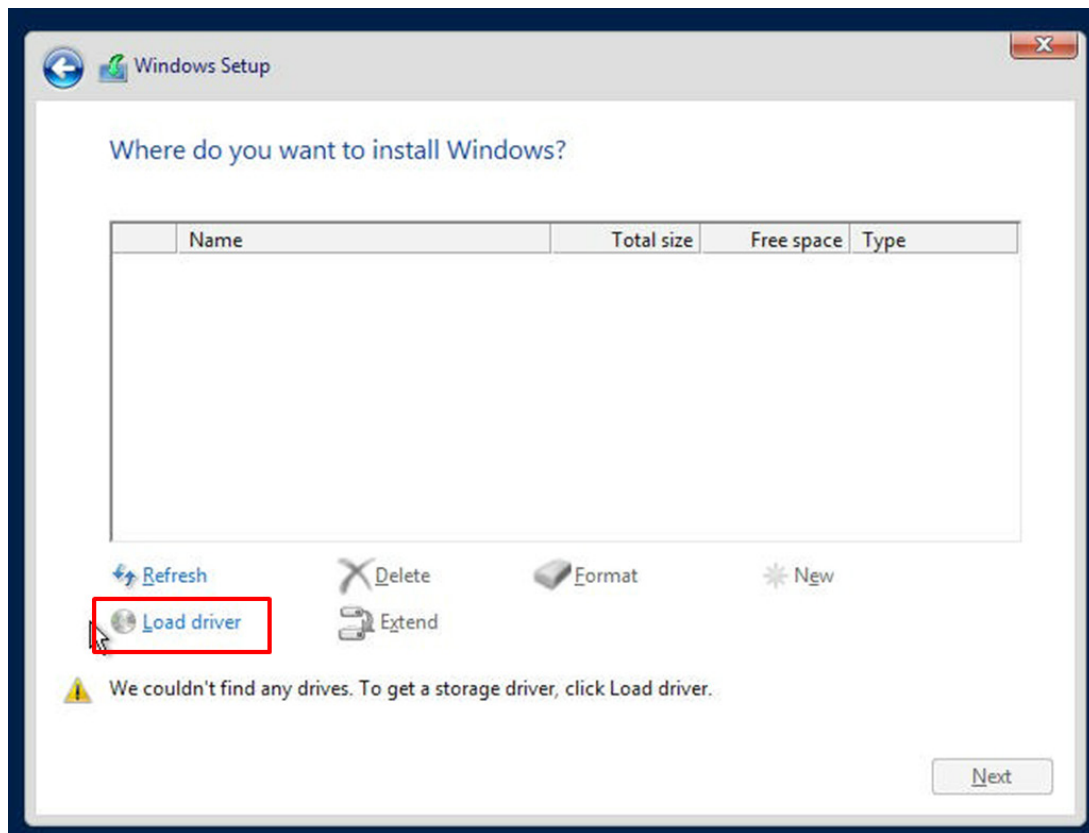 Windows Setup
Where do you want to install Windows?
Name Total size Free space Type
Refresh Delete Format New
Load driver Extend
We couldn't find any drives. To get a storage driver, click Load driver.
Next